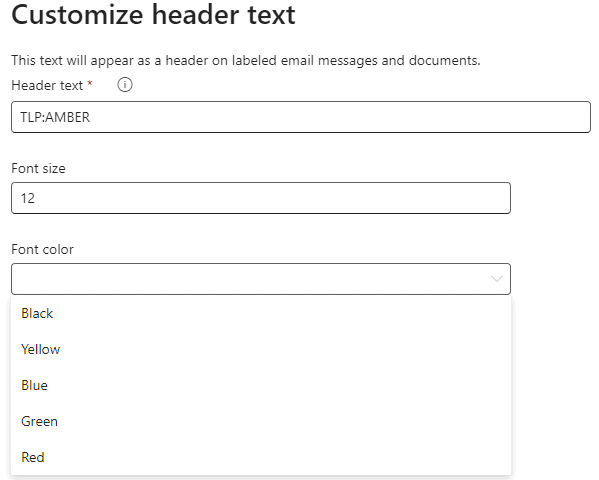 Customize header text
This text will appear as a header on labeled email messages and documents.
Header text *
TLP:AMBER
Font size
12
Font color
Black
Yellow
Blue
Green
Red